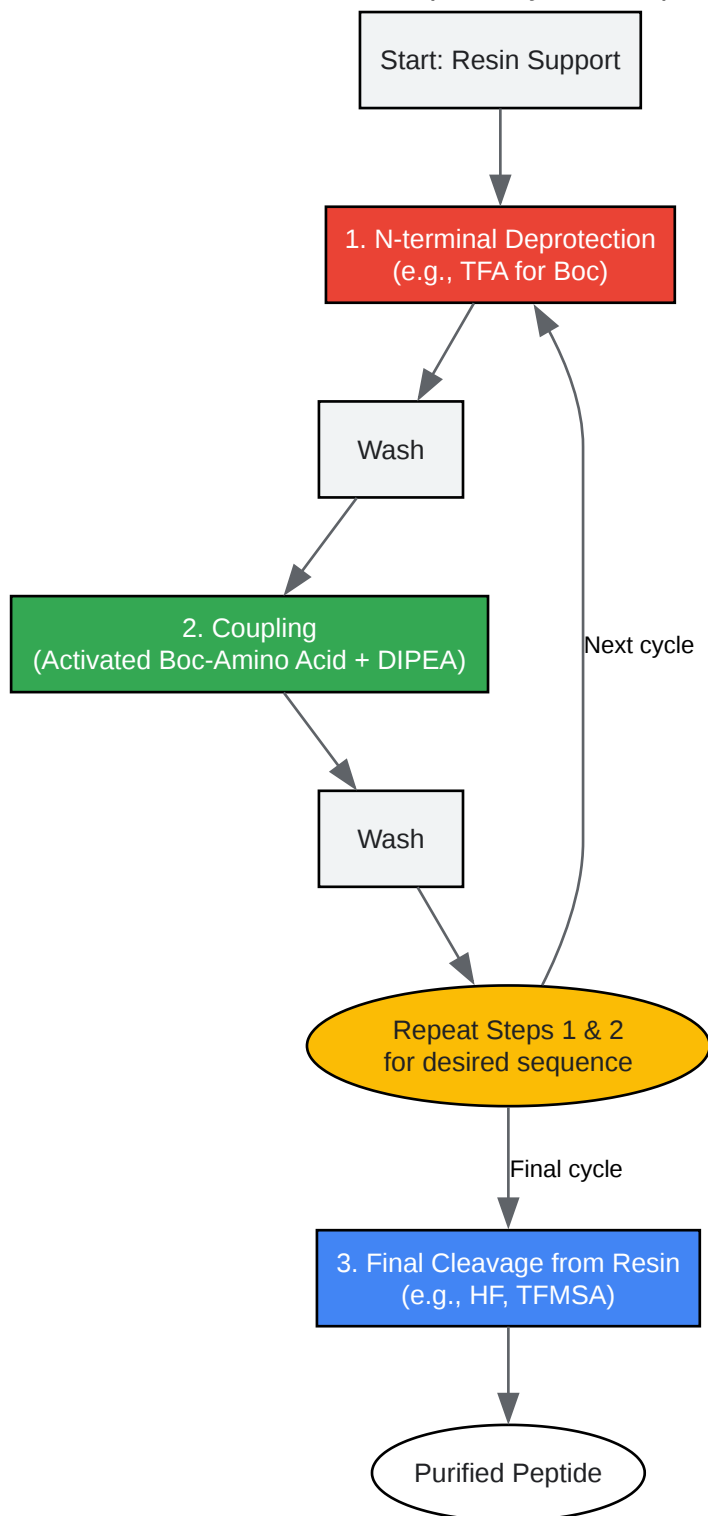 Start: Resin Support
1. N-terminal Deprotection
(e.g., TFA for Boc)
Wash
2. Coupling
(Activated Boc-Amino Acid + DIPEA)
Next cycle
Wash
Repeat Steps 1 & 2
for desired sequence
Final cycle
3. Final Cleavage from Resin
(e.g., HF, TFMSA)
Purified Peptide